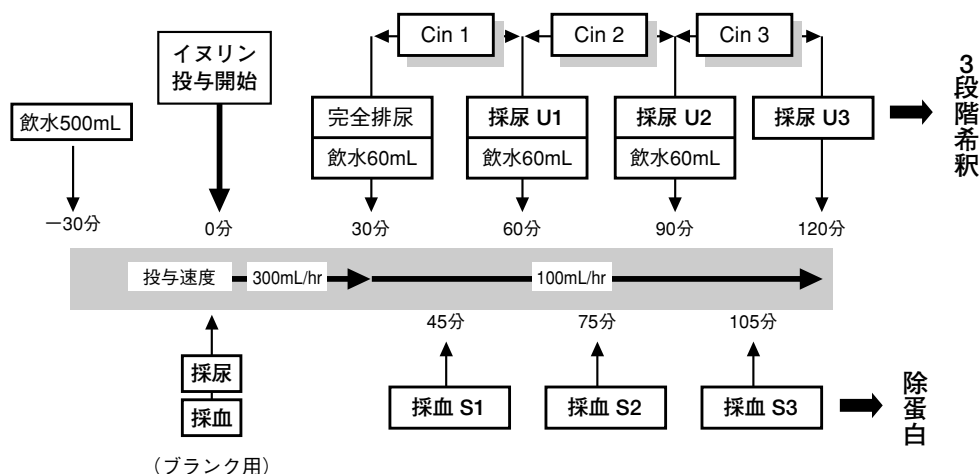 Cin 1
Cin 2
Cin 3
イヌリン
投与開始
飲水500mL
完全排尿
飲水60mL
採尿 U1
飲水60mL
採尿 U2
飲水60mL
採尿 U3
3段階希釈
−30分
0分
30分
60分
90分
120分
投与速度
300mL/hr
100mL/hr
45分
75分
105分
採尿
採血
(ブランク用)
採血 S1
採血 S2
採血 S3
除蛋白